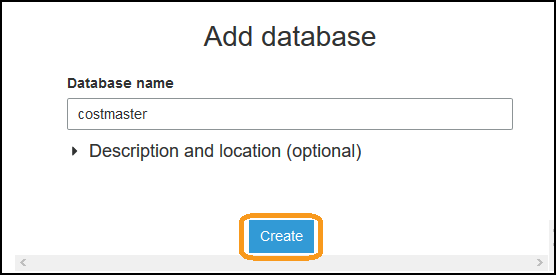 Add database
Database name
costmaster
Description and location (optional)
Create